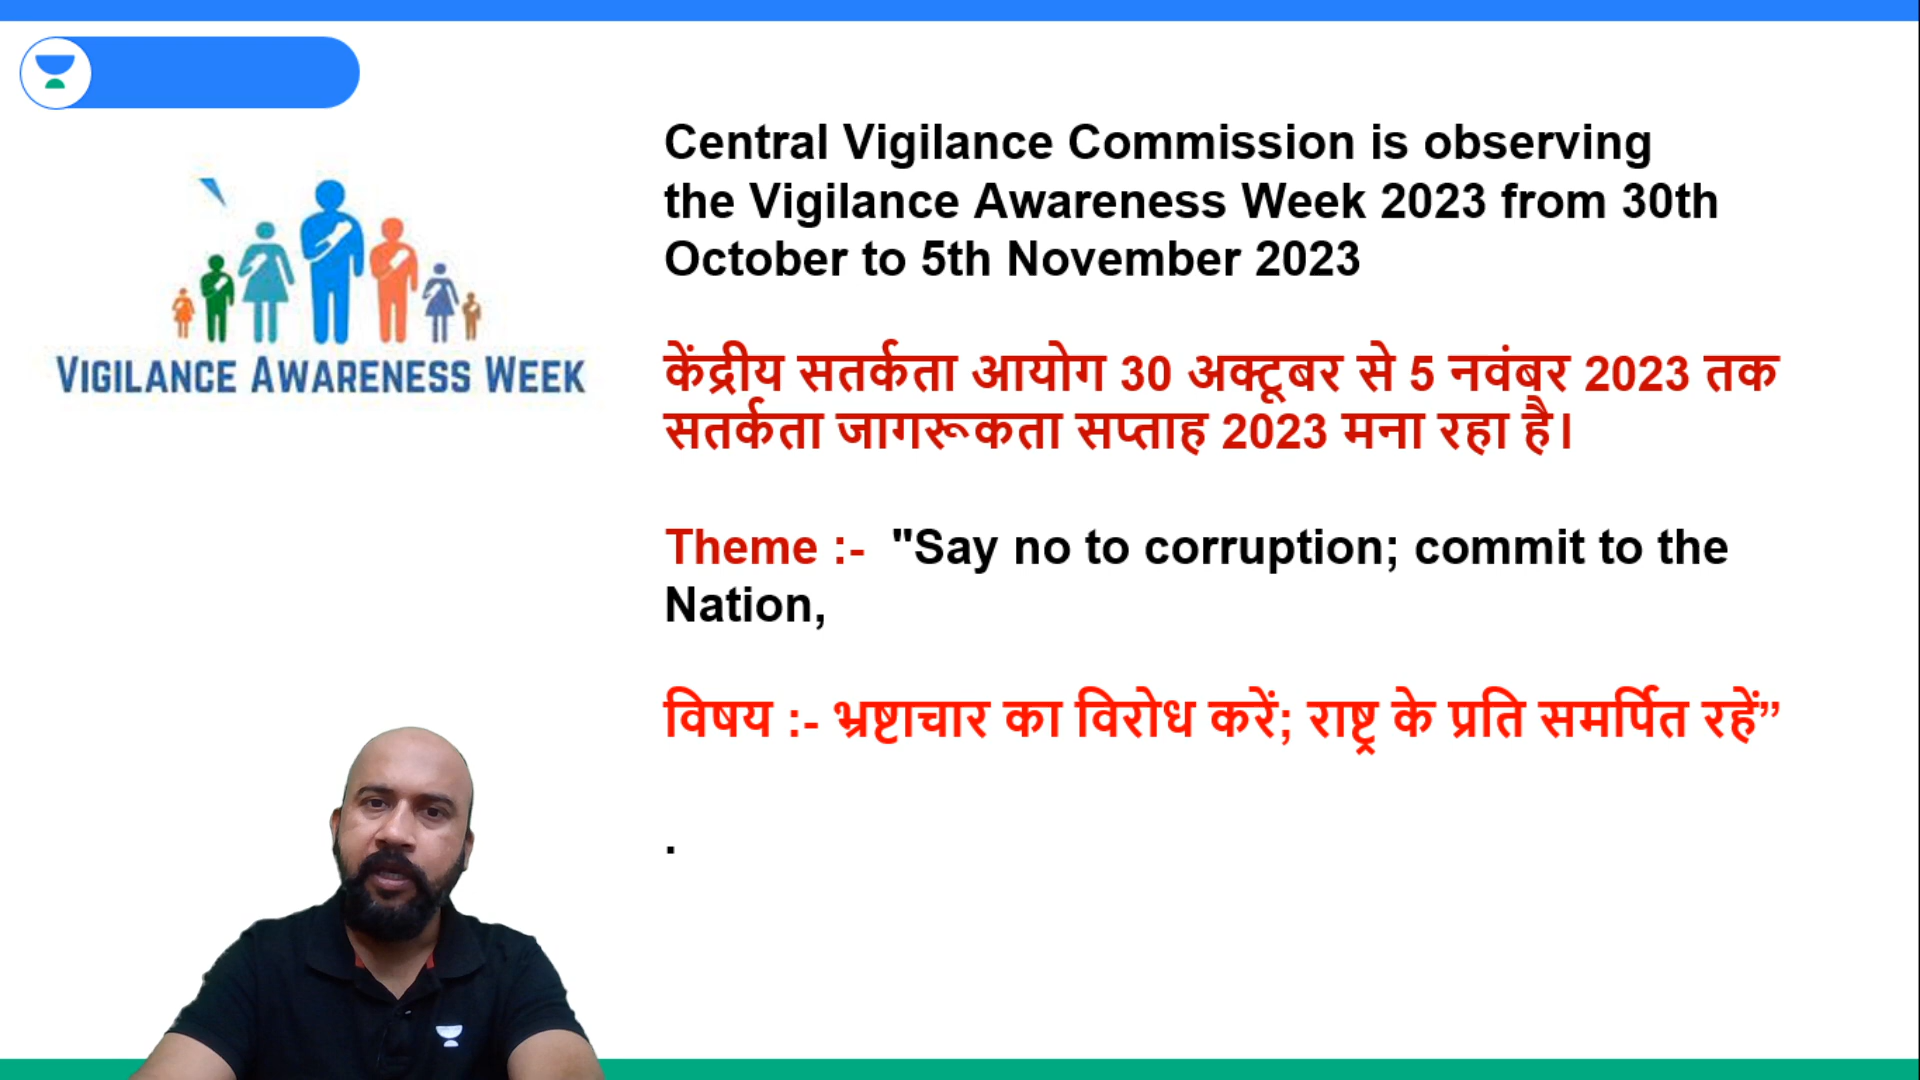 VIGILANCE AWARENESS WEEK
Central Vigilance Commission is observing
the Vigilance Awareness Week 2023 from 30th
October to 5th November 2023
केंद्रीय सतर्कता आयोग 30 अक्टूबर से 5 नवंबर 2023 तक
सतर्कता जागरूकता सप्ताह 2023 मना रहा है।
Theme :-  "Say no to corruption; commit to the
Nation,
विषय :- भ्रष्टाचार का विरोध करें; राष्ट्र के प्रति समर्पित रहें”
.